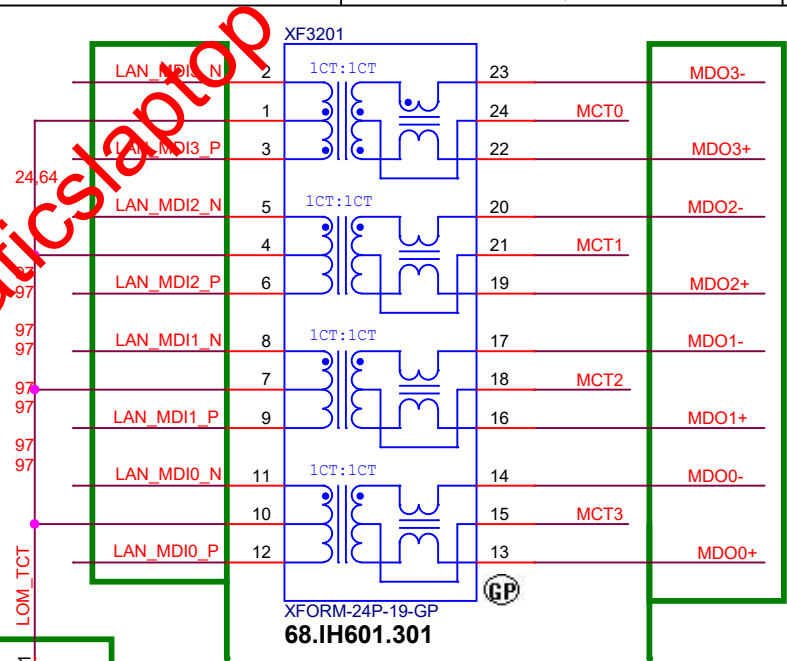 XF3201
LAN_MDI3_N 2 1CT:1CT 23 MDO3-
1 24 MCT0
LAN_MDI3_P 3 22 MDO3+
24,64
LAN_MDI2_N 5 1CT:1CT 20 MDO2-
4 21 MCT1
97
LAN_MDI2_P 6 19 MDO2+
97
97
LAN_MDI1_N 8 1CT:1CT 17 MDO1-
97
7 18 MCT2
97
97
LAN_MDI1_P 9 16 MDO1+
97
97
LAN_MDI0_N 11 1CT:1CT 14 MDO0-
10 15 MCT3
LAN_MDI0_P 12 13 MDO0+
LOM_TCT
GP
XFORM-24P-19-GP
68.IH601.301
1
aticslaptop